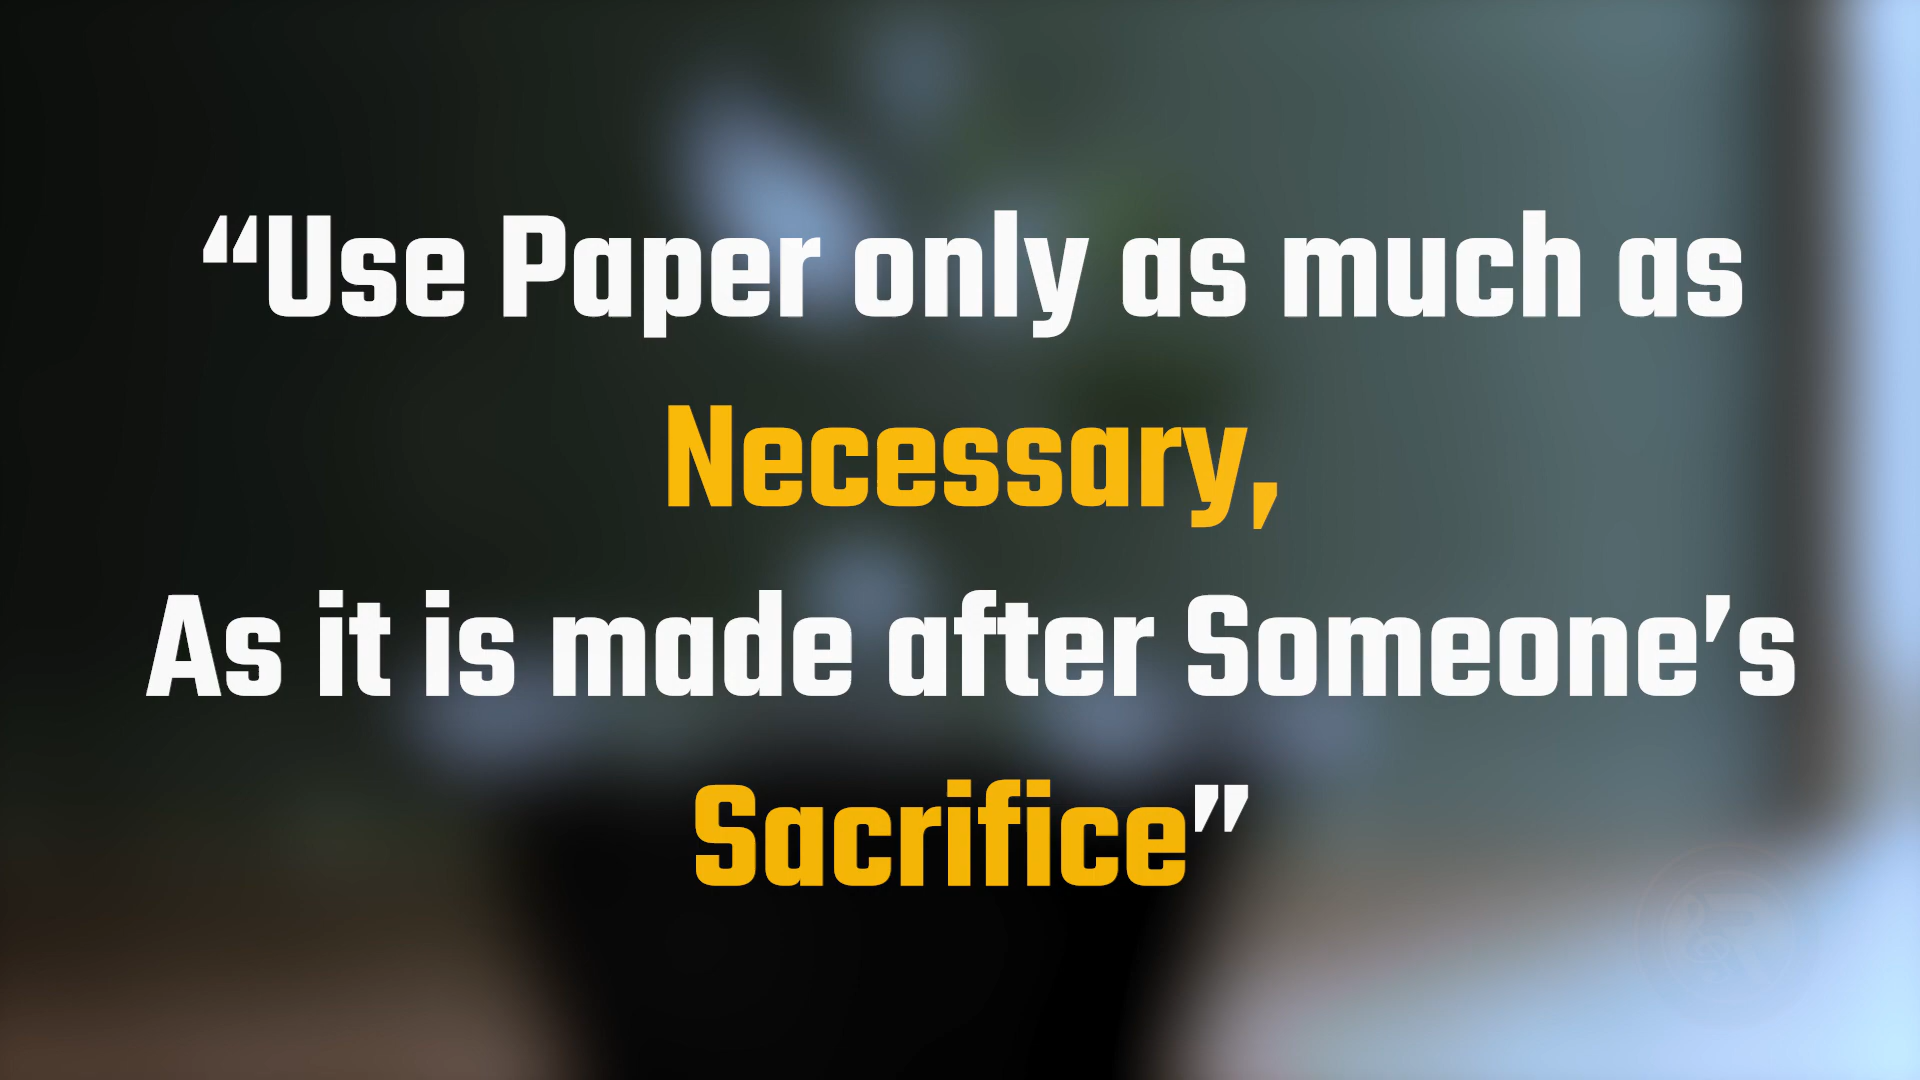 “Use Paper only as much as
Necessary,
As it is made after Someone’s
Sacrifice”